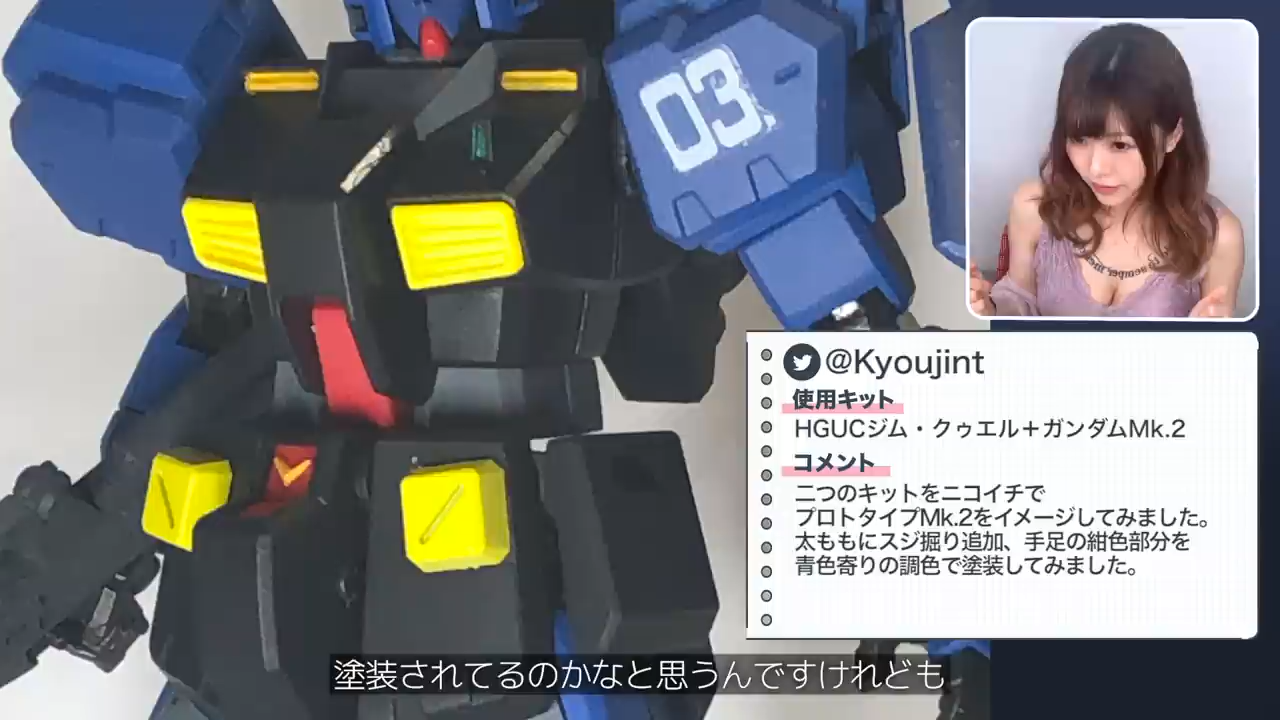 03.
@Kyoujint
使用キット
HGUCジム・クゥエル＋ガンダムMk.2
コメント
二つのキットをニコイチで
プロトタイプMk.2をイメージしてみました。
太ももにスジ掘り追加、手足の紺色部分を
青色寄りの調色で塗装してみました。
塗装されてるのかなと思うんですけれども